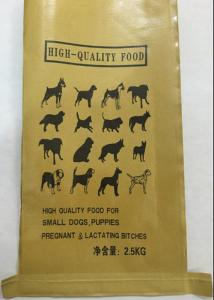 HIGH-QUALITY FOOD
HIGH QUALITY FOOD FOR
SMALL DOGS,PUPPIES
PREGNANT & LACTATING BITCHES
净含量: 2.5KG